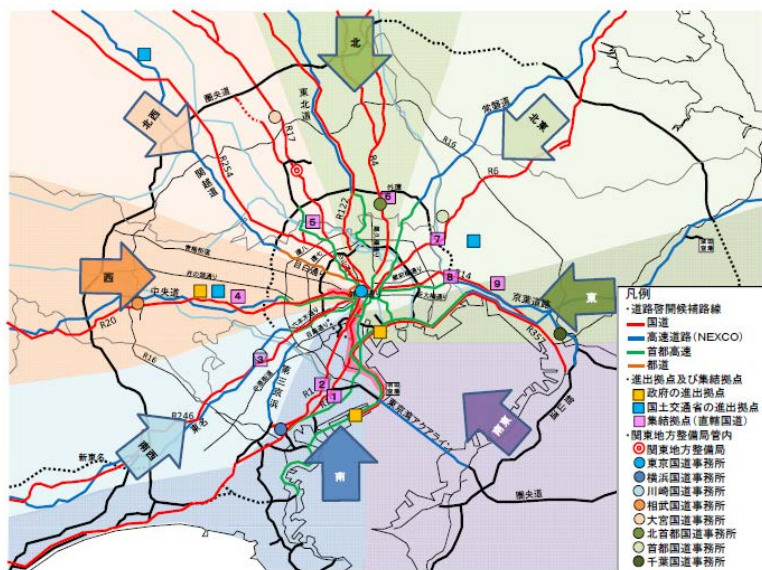 北
北西
北東
西
東
南西
南東
南
圏央道
東北道
常磐道
R17
R254
関越道
R4
R16
R6
R122
外環
6
5
7
8
9
目白通り
中央道
4
R20
R16
3
2
1
第三京浜
R246
東名
新東名
京葉道路
R357
館山道
東京湾アクアライン
圏央道
凡例
・道路啓開候補路線
国道
高速道路（NEXCO）
首都高速
都道
・進出拠点及び集結拠点
政府の進出拠点
国土交通省の進出拠点
集結拠点（直轄国道）
・関東地方整備局管内
関東地方整備局
東京国道事務所
横浜国道事務所
川崎国道事務所
相武国道事務所
大宮国道事務所
北首都国道事務所
首都国道事務所
千葉国道事務所